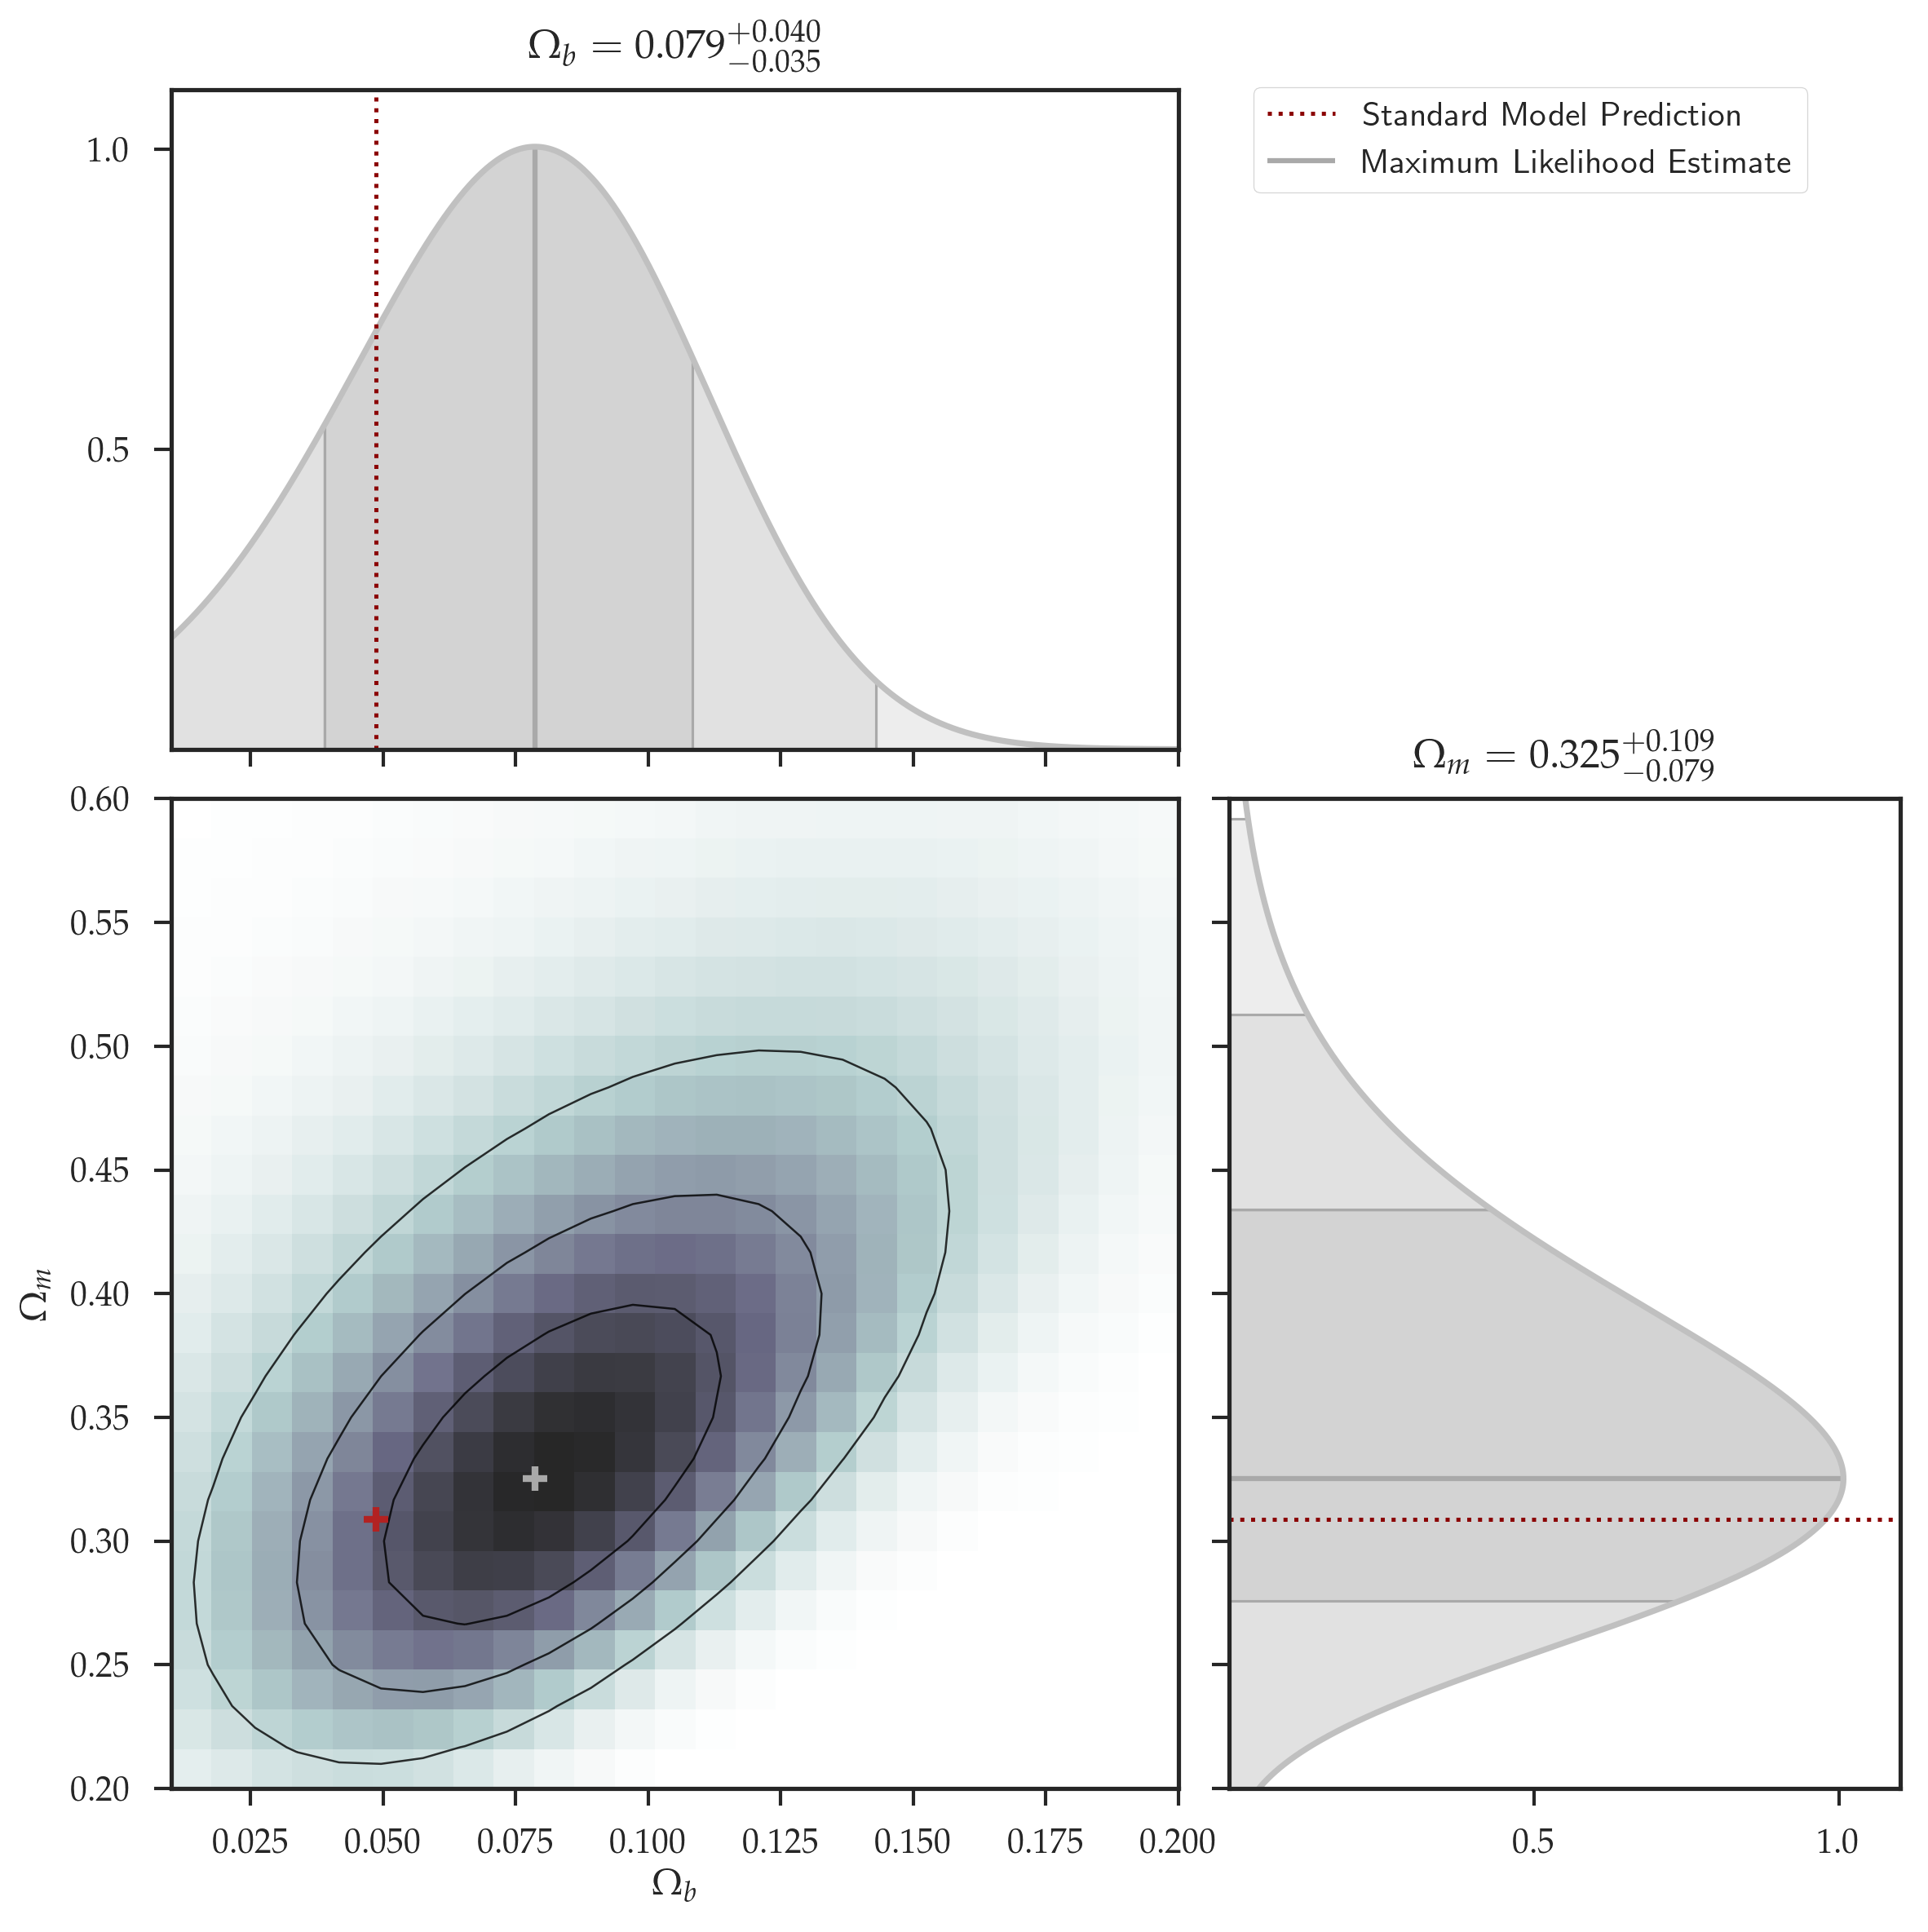 Ω_b = 0.079^{+0.040}_{−0.035}
Standard Model Prediction
Maximum Likelihood Estimate
1.0
0.5
Ω_m = 0.325^{+0.109}_{−0.079}
0.60
0.55
0.50
0.45
0.40
0.35
0.30
0.25
0.20
Ω_m
0.025 0.050 0.075 0.100 0.125 0.150 0.175 0.200
Ω_b
0.5 1.0